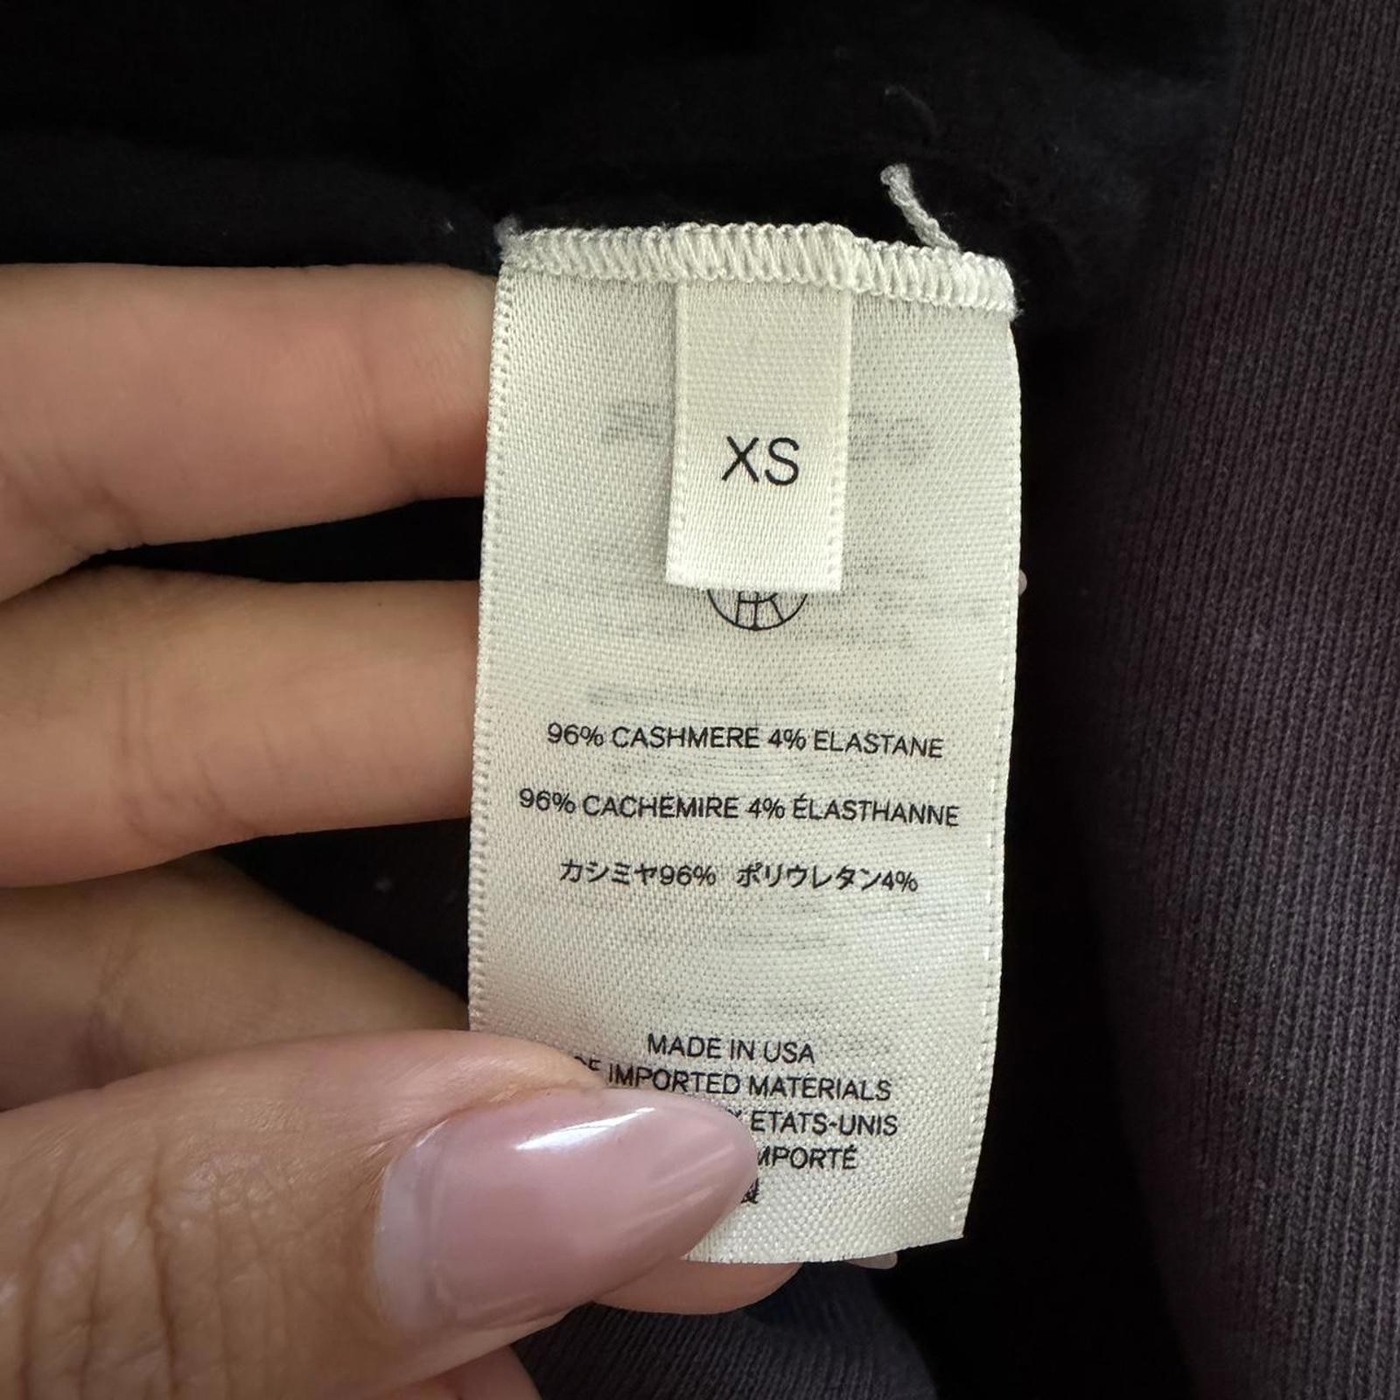 XS
96% CASHMERE 4% ELASTANE
96% CACHEMIRE 4% ÉLASTHANNE
カシミヤ96% ポリウレタン4%
MADE IN USA
IMPORTED MATERIALS
ETATS-UNIS